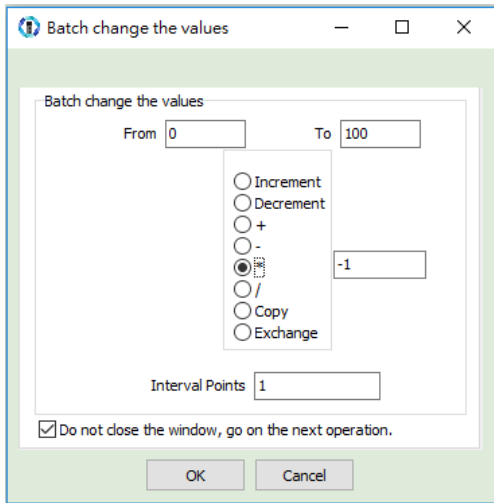 Batch change the values
Batch change the values
From 0 To 100
Increment
Decrement
+
-
*
-1
/
Copy
Exchange
Interval Points 1
Do not close the window, go on the next operation.
OK Cancel